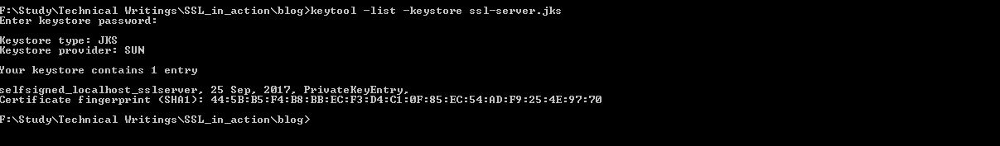 F:\Study\Technical Writings\SSL_in_action\blog>keytool -list -keystore ssl-server.jks
Enter keystore password:
Keystore type: JKS
Keystore provider: SUN
Your keystore contains 1 entry
selfsigned_localhost_sslserver, 25 Sep, 2017, PrivateKeyEntry,
Certificate fingerprint (SHA1): 44:5B:B5:F4:B8:BB:EC:F3:D4:C1:0F:85:EC:54:AD:F9:25:4E:97:70
F:\Study\Technical Writings\SSL_in_action\blog>